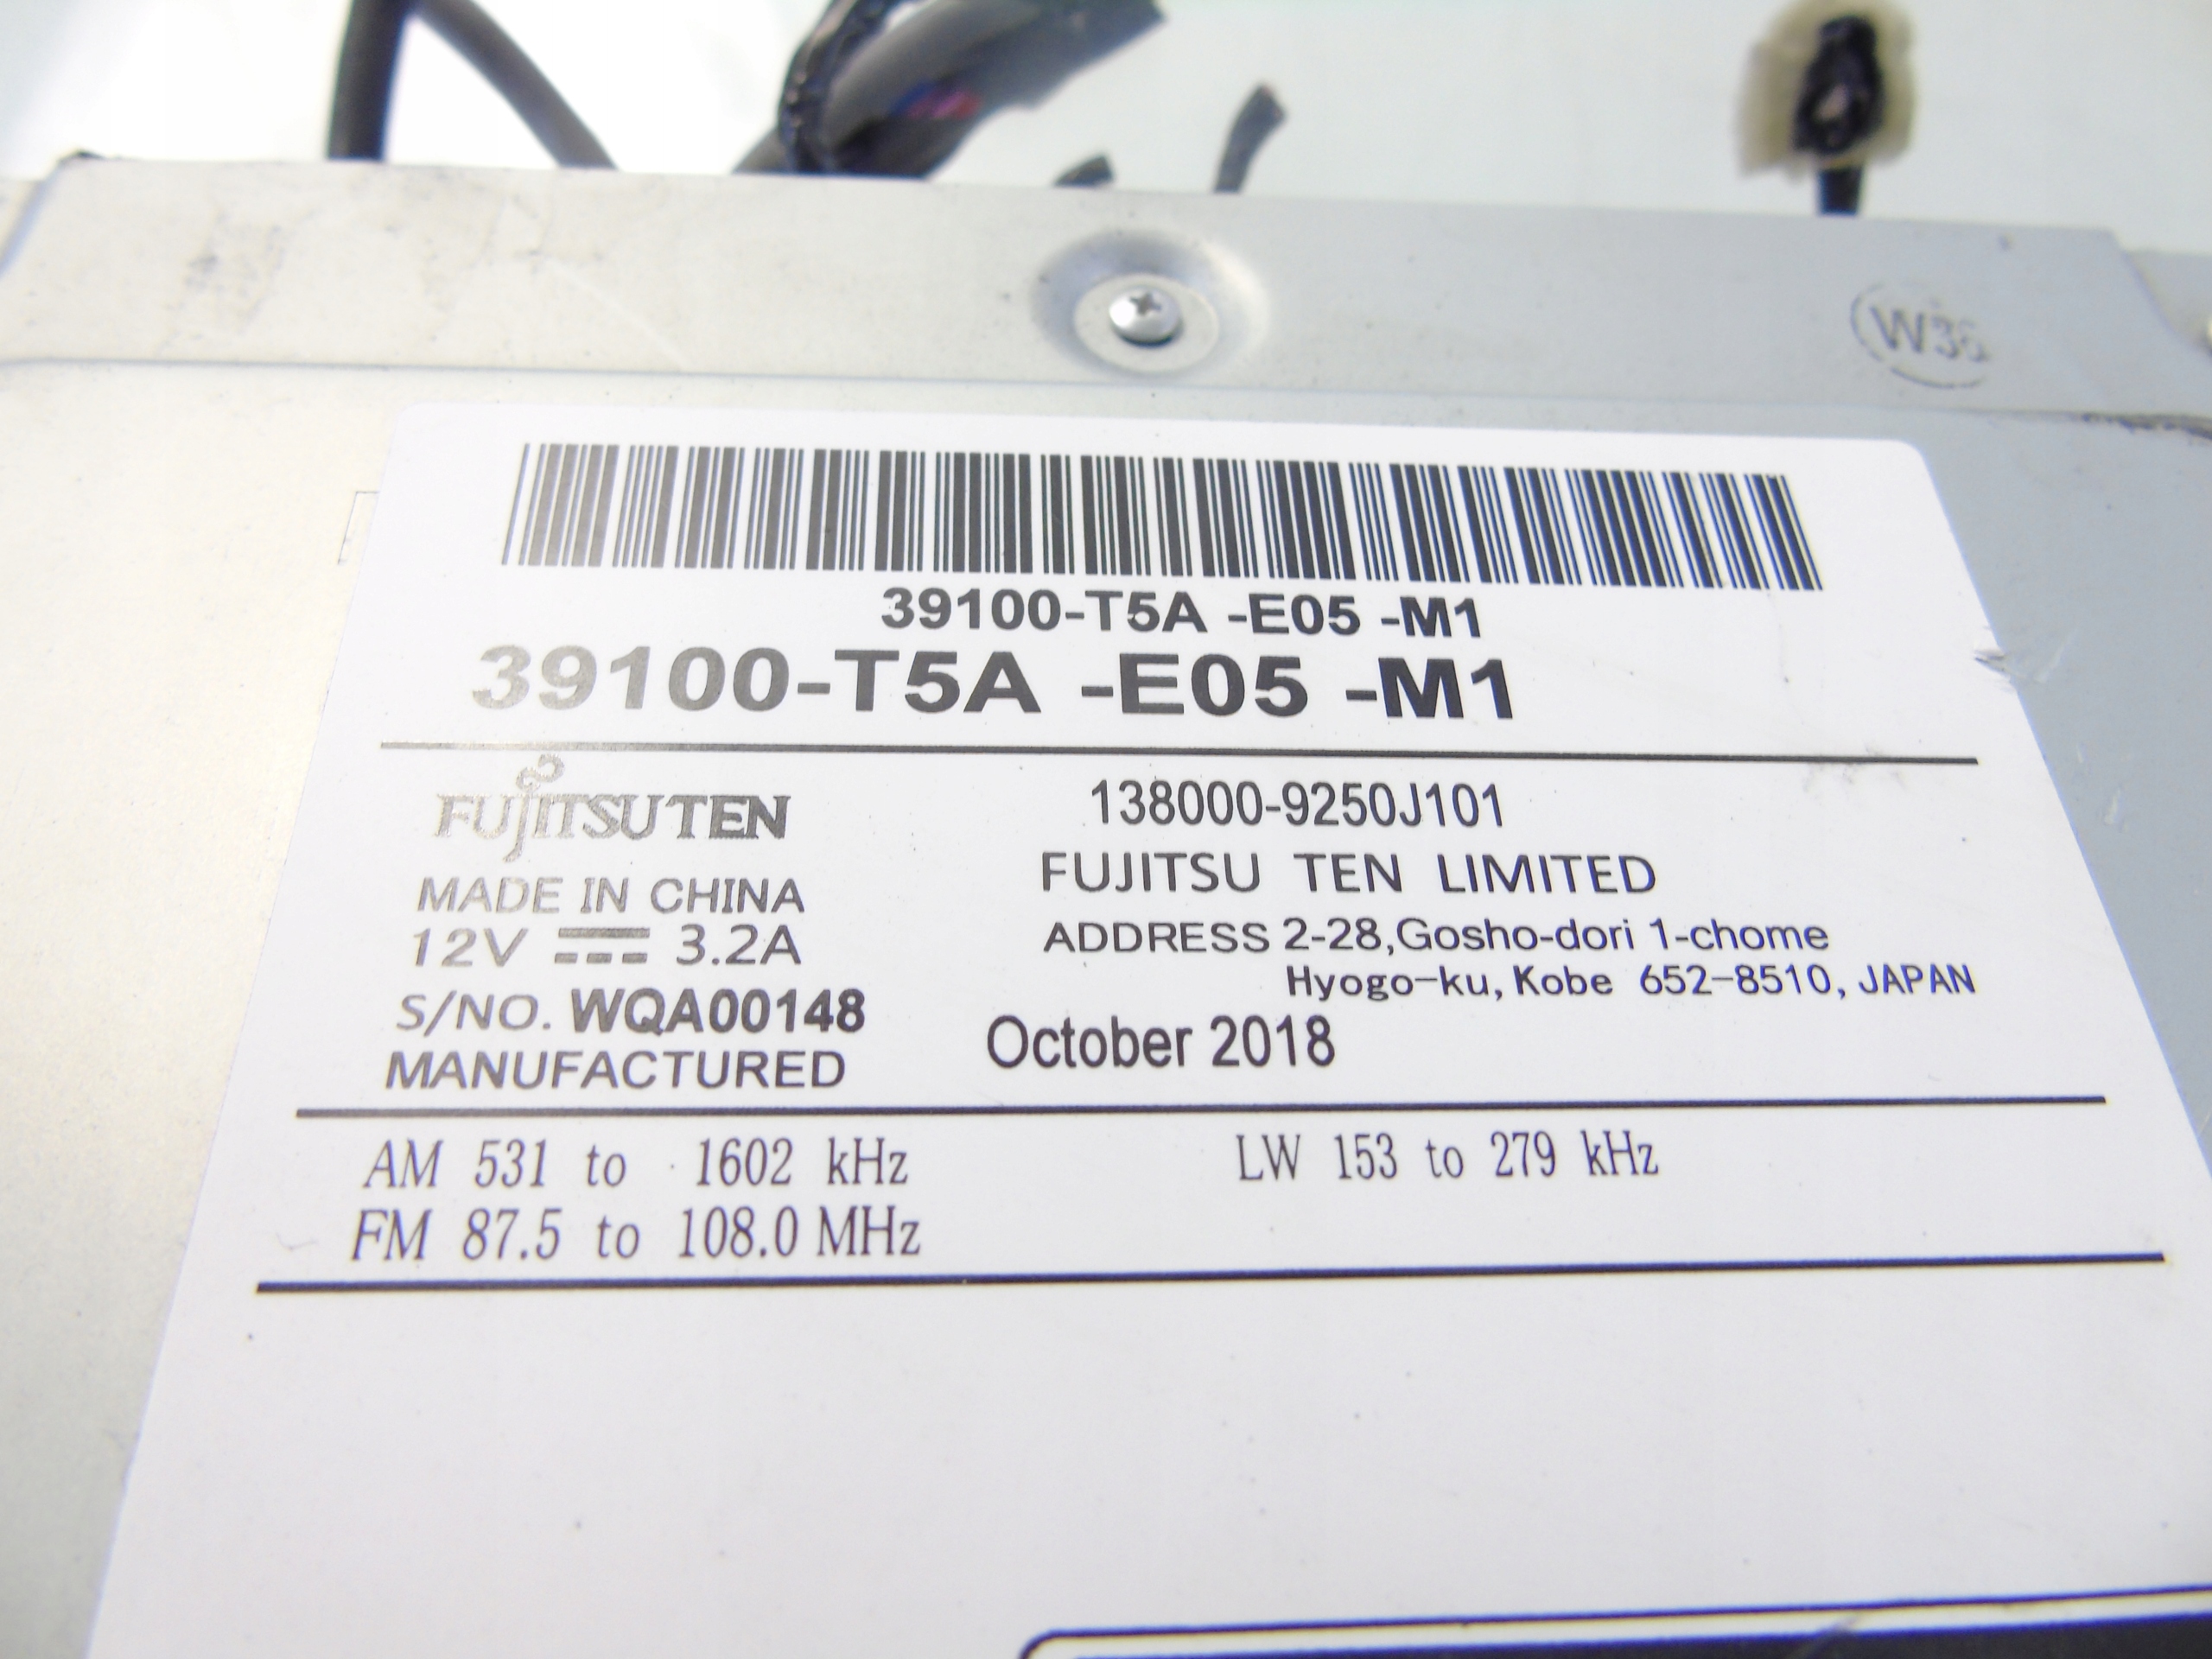 W36
39100-T5A -E05 -M1
39100-T5A -E05 -M1
FUJITSU TEN
138000-9250J101
MADE IN CHINA
FUJITSU TEN LIMITED
12V 3.2A
ADDRESS 2-28,Gosho-dori 1-chome
Hyogo-ku, Kobe 652-8510, JAPAN
S/NO. WQA00148
MANUFACTURED October 2018
AM 531 to 1602 kHz LW 153 to 279 kHz
FM 87.5 to 108.0 MHz